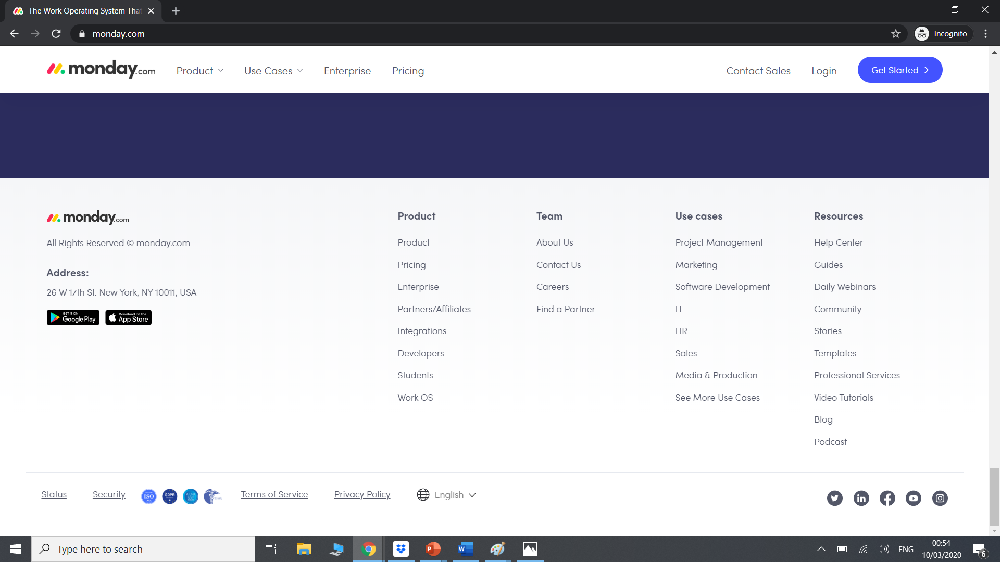 The Work Operating System That
monday.com
Incognito
monday.com
Product
Use Cases
Enterprise
Pricing
Contact Sales
Login
Get Started
monday.com
All Rights Reserved © monday.com
Address:
26 W 17th St. New York, NY 10011, USA
GET IT ON
Google Play
Download on the
App Store
Product
Product
Pricing
Enterprise
Partners/Affiliates
Integrations
Developers
Students
Work OS
Team
About Us
Contact Us
Careers
Find a Partner
Use cases
Project Management
Marketing
Software Development
IT
HR
Sales
Media & Production
See More Use Cases
Resources
Help Center
Guides
Daily Webinars
Community
Stories
Templates
Professional Services
Video Tutorials
Blog
Podcast
Status
Security
ISO
GDPR
AICPA
SOC
Terms of Service
Privacy Policy
English
Type here to search
ENG
00:54
10/03/2020
6